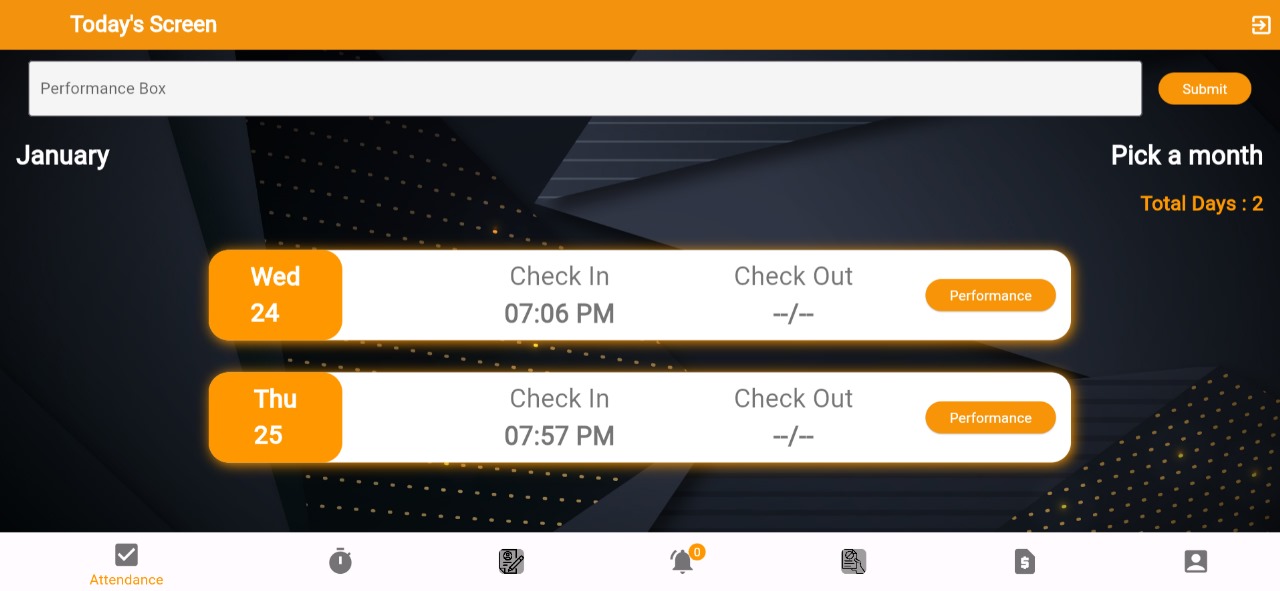 Today's Screen
Performance Box
Submit
January
Pick a month
Total Days : 2
Wed
24
Check In
07:06 PM
Check Out
--/--
Performance
Thu
25
Check In
07:57 PM
Check Out
--/--
Performance
0
Attendance